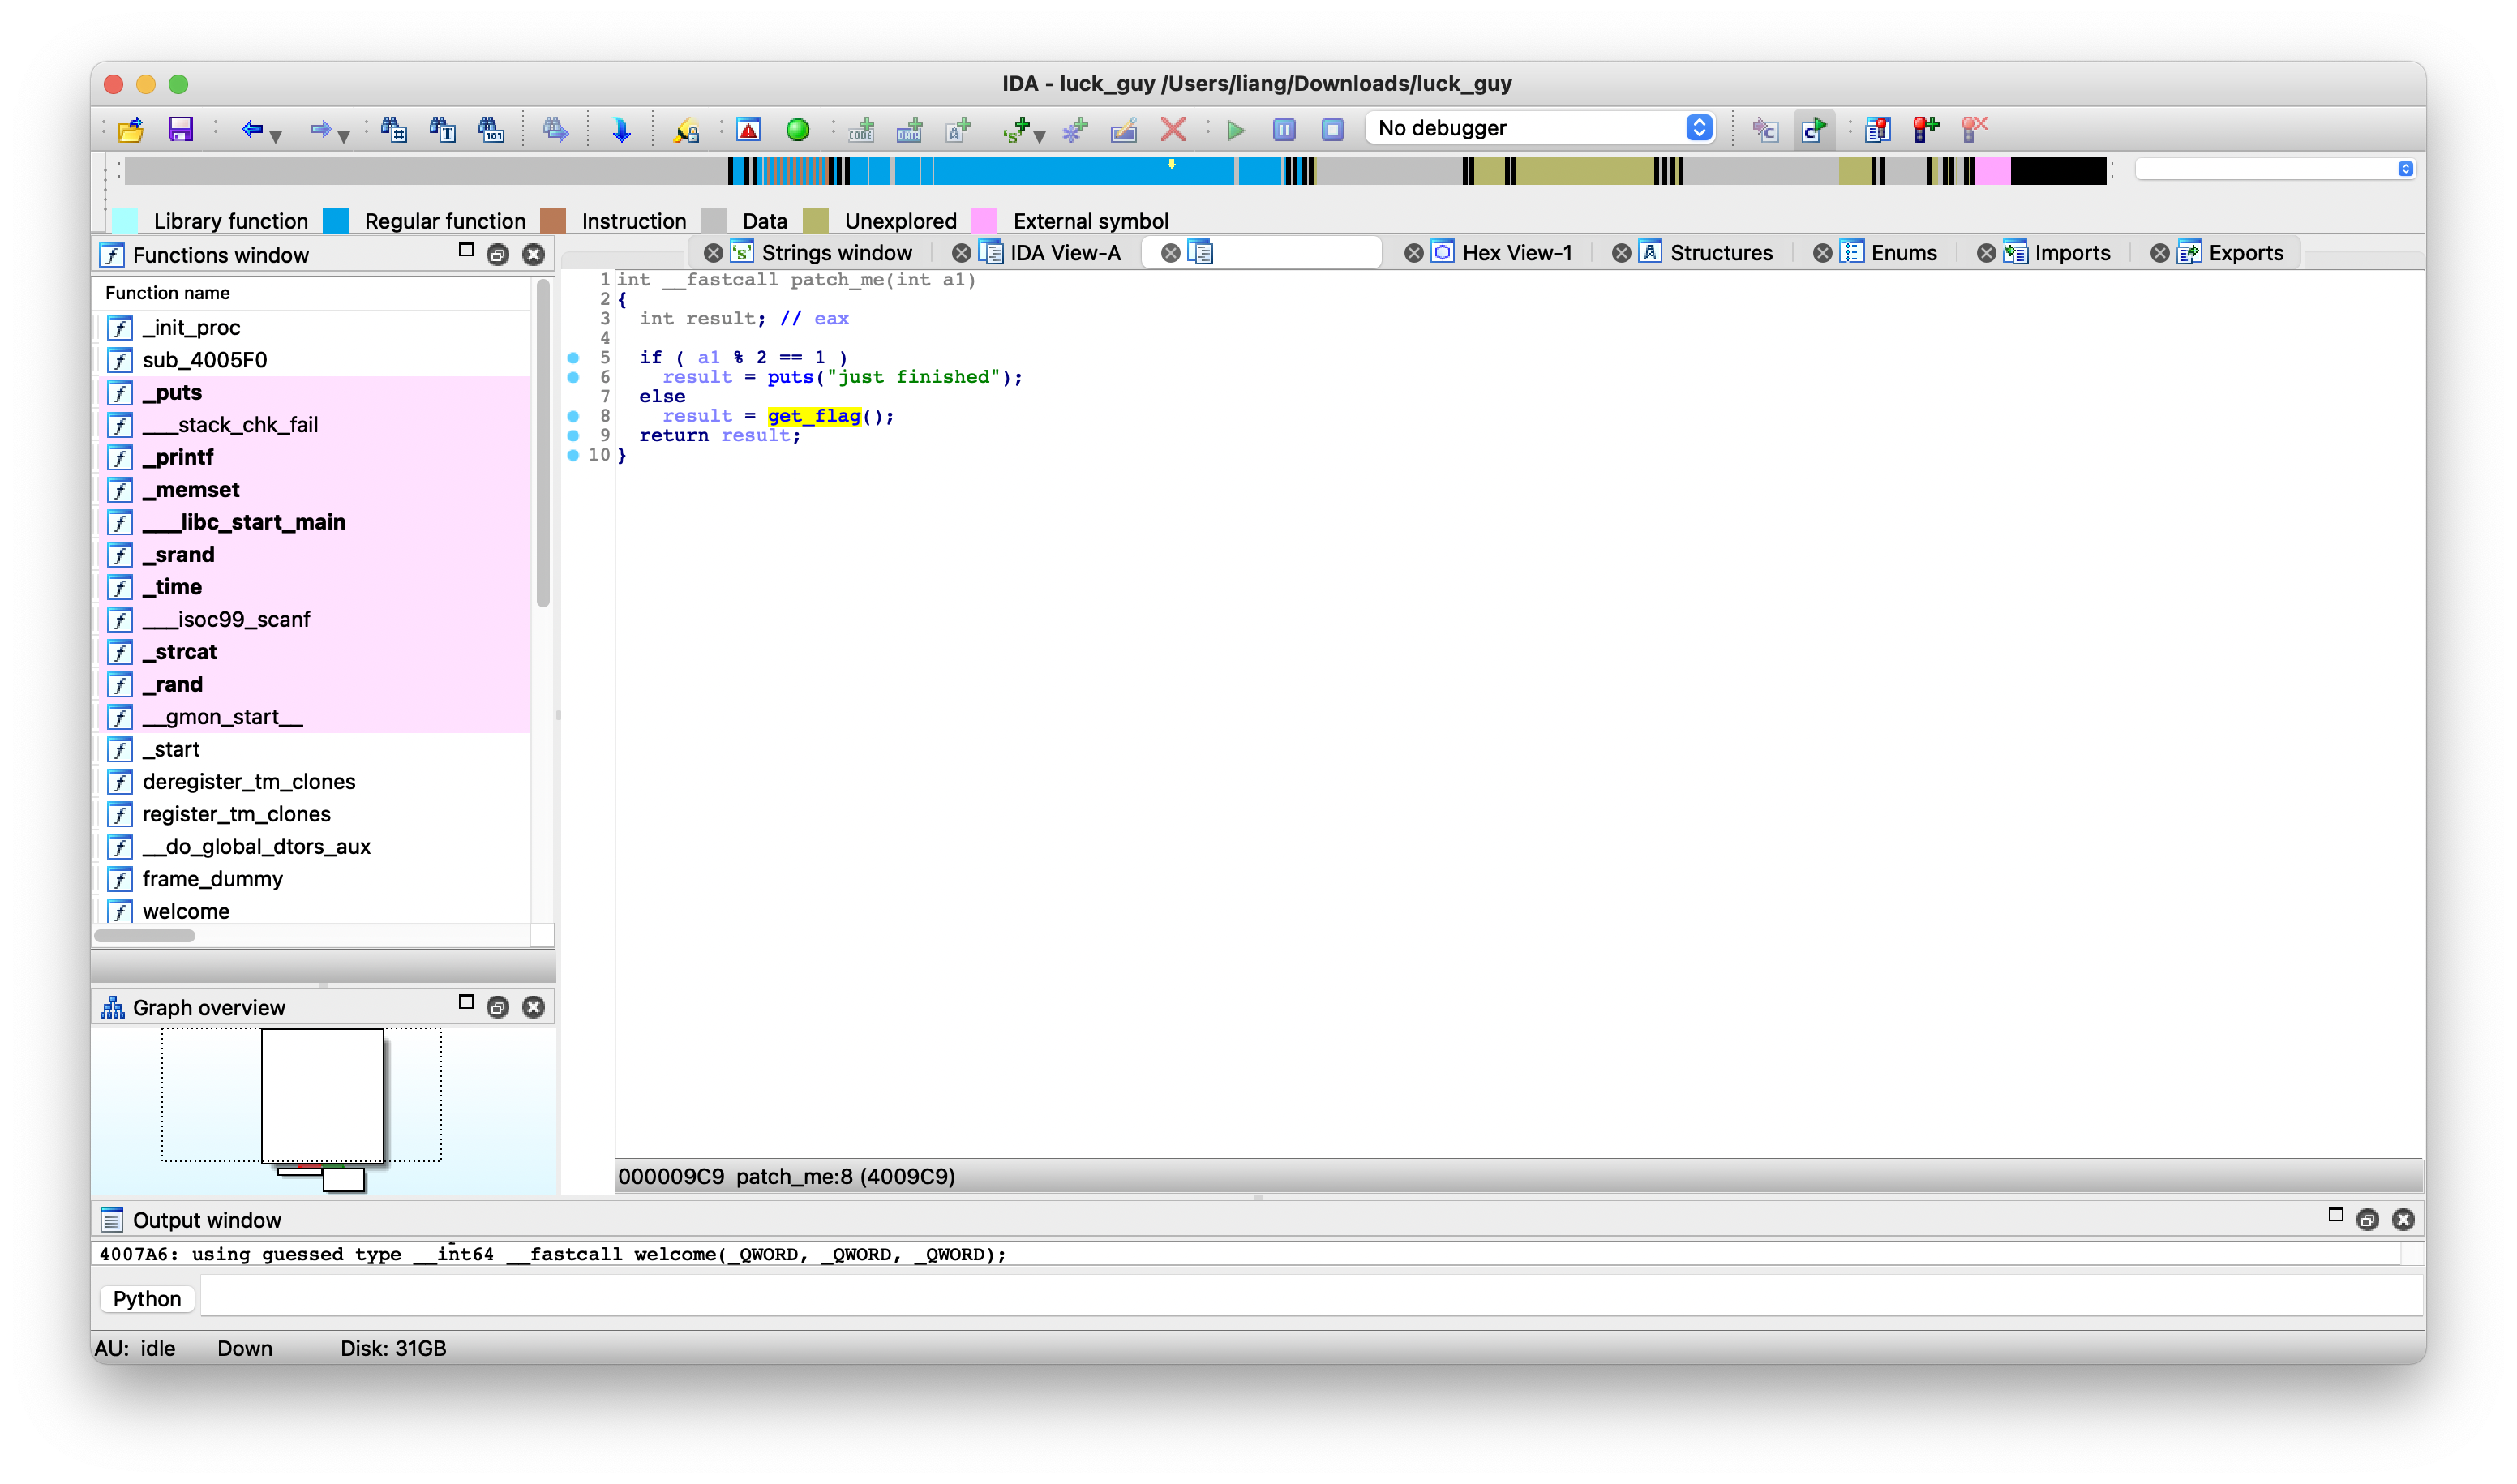 IDA - luck_guy /Users/liang/Downloads/luck_guy
No debugger
Library function Regular function Instruction Data Unexplored External symbol
Functions window
Strings window IDA View-A Hex View-1 Structures Enums Imports Exports
Function name
_init_proc
sub_4005F0
_puts
___stack_chk_fail
_printf
_memset
___libc_start_main
_srand
_time
___isoc99_scanf
_strcat
_rand
__gmon_start__
_start
deregister_tm_clones
register_tm_clones
__do_global_dtors_aux
frame_dummy
welcome
1 int __fastcall patch_me(int a1)
2 {
3   int result; // eax
4
5   if ( a1 % 2 == 1 )
6     result = puts("just finished");
7   else
8     result = get_flag();
9   return result;
10 }
000009C9 patch_me:8 (4009C9)
Graph overview
Output window
4007A6: using guessed type __int64 __fastcall welcome(_QWORD, _QWORD, _QWORD);
Python
AU: idle Down Disk: 31GB